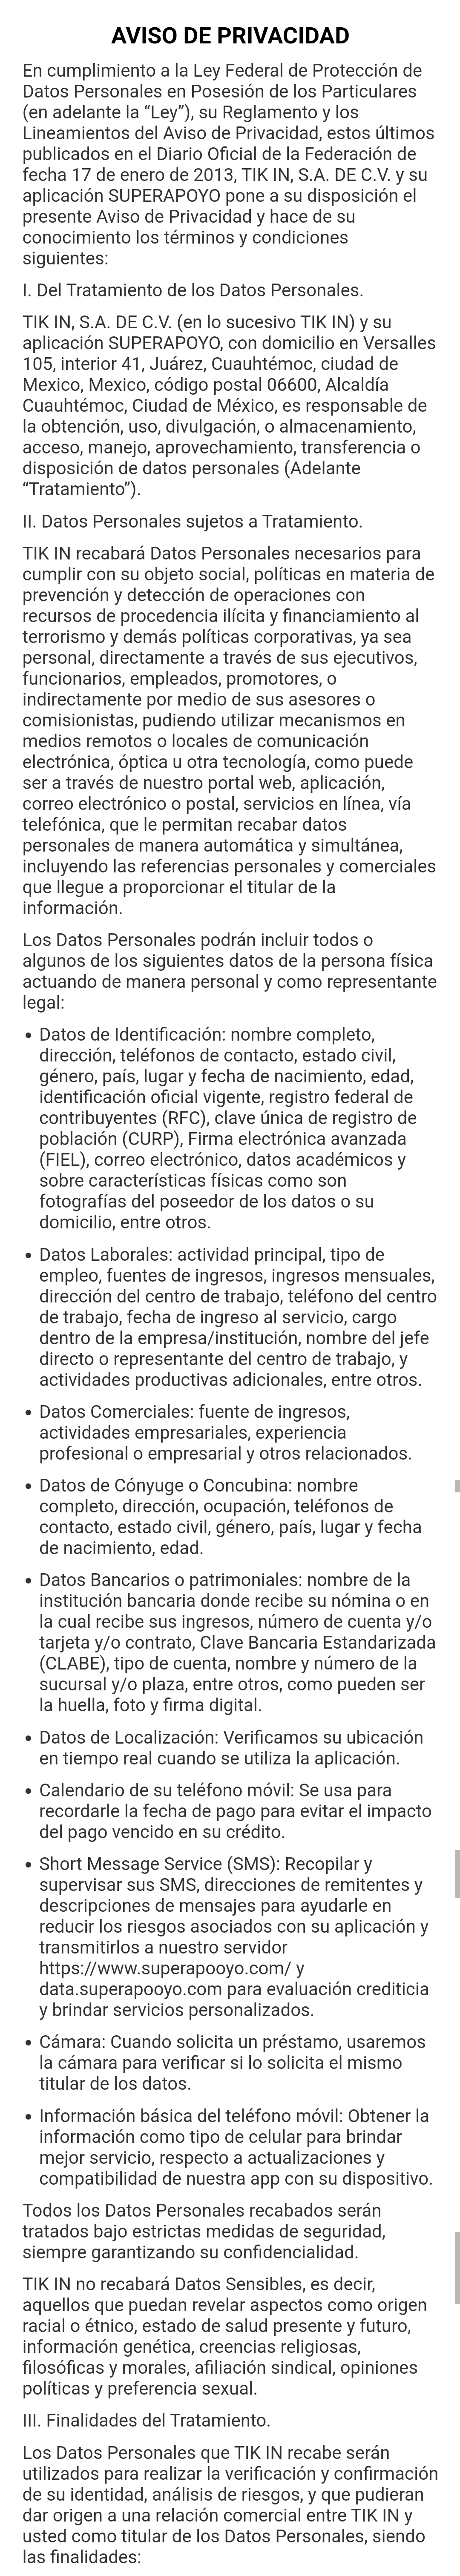 AVISO DE PRIVACIDAD
En cumplimiento a la Ley Federal de Protección de
Datos Personales en Posesión de los Particulares
(en adelante la “Ley”), su Reglamento y los
Lineamientos del Aviso de Privacidad, estos últimos
publicados en el Diario Oficial de la Federación de
fecha 17 de enero de 2013, TIK IN, S.A. DE C.V. y su
aplicación SUPERAPOYO pone a su disposición el
presente Aviso de Privacidad y hace de su
conocimiento los términos y condiciones
siguientes:
I. Del Tratamiento de los Datos Personales.
TIK IN, S.A. DE C.V. (en lo sucesivo TIK IN) y su
aplicación SUPERAPOYO, con domicilio en Versalles
105, interior 41, Juárez, Cuauhtémoc, ciudad de
Mexico, Mexico, código postal 06600, Alcaldía
Cuauhtémoc, Ciudad de México, es responsable de
la obtención, uso, divulgación, o almacenamiento,
acceso, manejo, aprovechamiento, transferencia o
disposición de datos personales (Adelante
“Tratamiento”).
II. Datos Personales sujetos a Tratamiento.
TIK IN recabará Datos Personales necesarios para
cumplir con su objeto social, políticas en materia de
prevención y detección de operaciones con
recursos de procedencia ilícita y financiamiento al
terrorismo y demás políticas corporativas, ya sea
personal, directamente a través de sus ejecutivos,
funcionarios, empleados, promotores, o
indirectamente por medio de sus asesores o
comisionistas, pudiendo utilizar mecanismos en
medios remotos o locales de comunicación
electrónica, óptica u otra tecnología, como puede
ser a través de nuestro portal web, aplicación,
correo electrónico o postal, servicios en línea, vía
telefónica, que le permitan recabar datos
personales de manera automática y simultánea,
incluyendo las referencias personales y comerciales
que llegue a proporcionar el titular de la
información.
Los Datos Personales podrán incluir todos o
algunos de los siguientes datos de la persona física
actuando de manera personal y como representante
legal:
• Datos de Identificación: nombre completo,
dirección, teléfonos de contacto, estado civil,
género, país, lugar y fecha de nacimiento, edad,
identificación oficial vigente, registro federal de
contribuyentes (RFC), clave única de registro de
población (CURP), Firma electrónica avanzada
(FIEL), correo electrónico, datos académicos y
sobre características físicas como son
fotografías del poseedor de los datos o su
domicilio, entre otros.
• Datos Laborales: actividad principal, tipo de
empleo, fuentes de ingresos, ingresos mensuales,
dirección del centro de trabajo, teléfono del centro
de trabajo, fecha de ingreso al servicio, cargo
dentro de la empresa/institución, nombre del jefe
directo o representante del centro de trabajo, y
actividades productivas adicionales, entre otros.
• Datos Comerciales: fuente de ingresos,
actividades empresariales, experiencia
profesional o empresarial y otros relacionados.
• Datos de Cónyuge o Concubina: nombre
completo, dirección, ocupación, teléfonos de
contacto, estado civil, género, país, lugar y fecha
de nacimiento, edad.
• Datos Bancarios o patrimoniales: nombre de la
institución bancaria donde recibe su nómina o en
la cual recibe sus ingresos, número de cuenta y/o
tarjeta y/o contrato, Clave Bancaria Estandarizada
(CLABE), tipo de cuenta, nombre y número de la
sucursal y/o plaza, entre otros, como pueden ser
la huella, foto y firma digital.
• Datos de Localización: Verificamos su ubicación
en tiempo real cuando se utiliza la aplicación.
• Calendario de su teléfono móvil: Se usa para
recordarle la fecha de pago para evitar el impacto
del pago vencido en su crédito.
• Short Message Service (SMS): Recopilar y
supervisar sus SMS, direcciones de remitentes y
descripciones de mensajes para ayudarle en
reducir los riesgos asociados con su aplicación y
transmitirlos a nuestro servidor
https://www.superapooyo.com/ y
data.superapooyo.com para evaluación crediticia
y brindar servicios personalizados.
• Cámara: Cuando solicita un préstamo, usaremos
la cámara para verificar si lo solicita el mismo
titular de los datos.
• Información básica del teléfono móvil: Obtener la
información como tipo de celular para brindar
mejor servicio, respecto a actualizaciones y
compatibilidad de nuestra app con su dispositivo.
Todos los Datos Personales recabados serán
tratados bajo estrictas medidas de seguridad,
siempre garantizando su confidencialidad.
TIK IN no recabará Datos Sensibles, es decir,
aquellos que puedan revelar aspectos como origen
racial o étnico, estado de salud presente y futuro,
información genética, creencias religiosas,
filosóficas y morales, afiliación sindical, opiniones
políticas y preferencia sexual.
III. Finalidades del Tratamiento.
Los Datos Personales que TIK IN recabe serán
utilizados para realizar la verificación y confirmación
de su identidad, análisis de riesgos, y que pudieran
dar origen a una relación comercial entre TIK IN y
usted como titular de los Datos Personales, siendo
las finalidades: